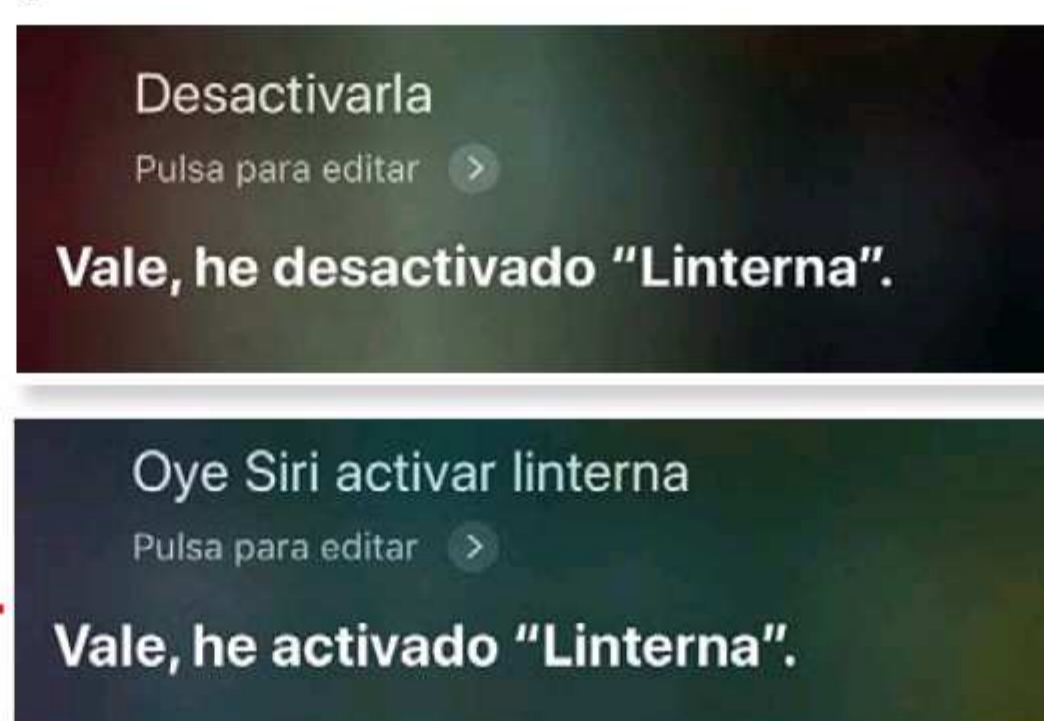 Desactivarla
Pulsa para editar
Vale, he desactivado “Linterna”.
Oye Siri activar linterna
Pulsa para editar
Vale, he activado “Linterna”.